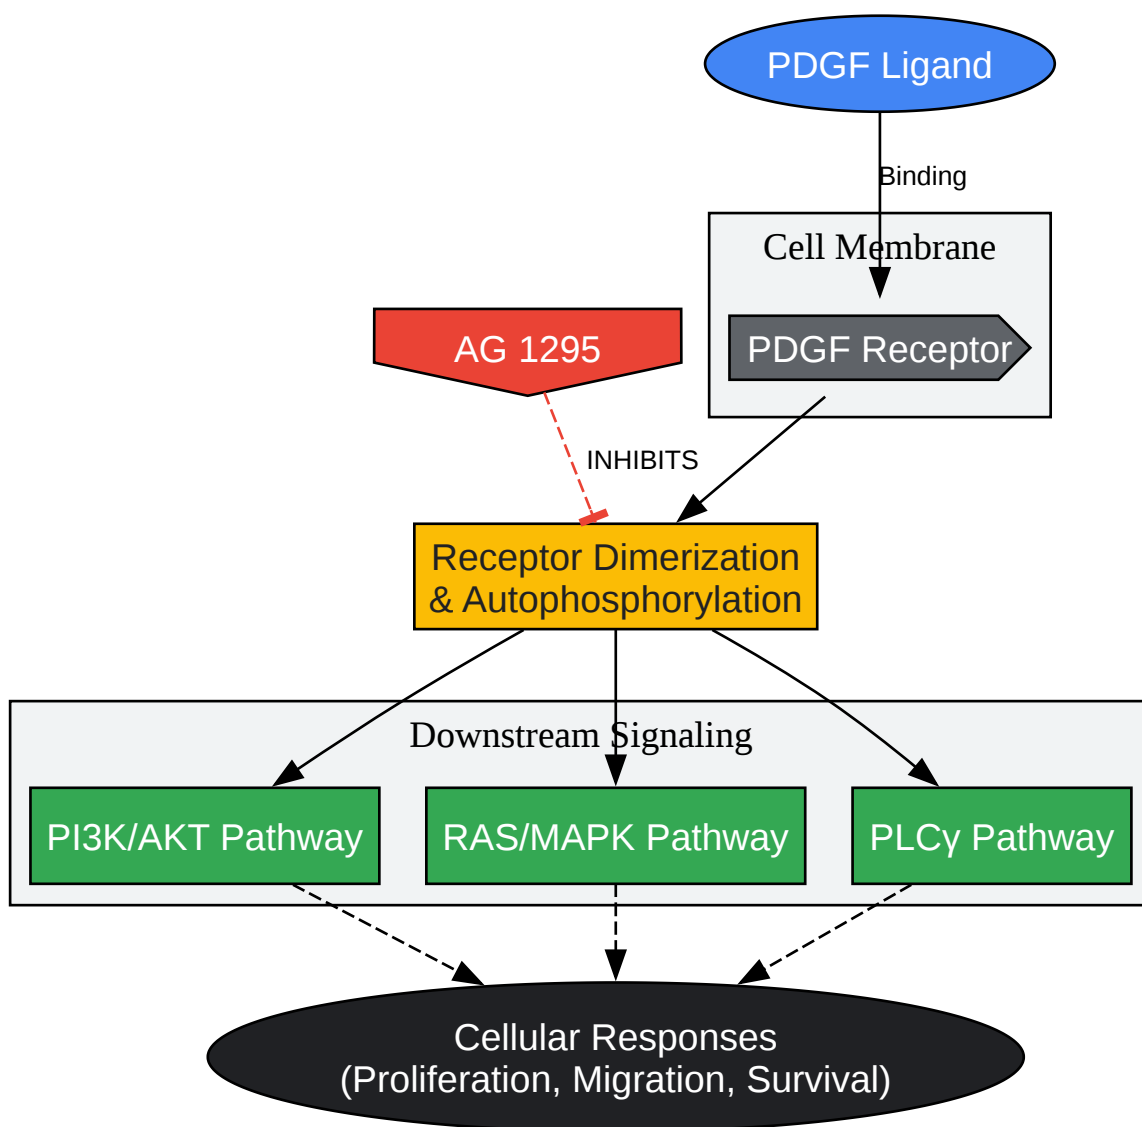 PDGF Ligand
Binding
Cell Membrane
PDGF Receptor
AG 1295
INHIBITS
Receptor Dimerization
& Autophosphorylation
Downstream Signaling
PI3K/AKT Pathway
RAS/MAPK Pathway
PLCγ Pathway
Cellular Responses
(Proliferation, Migration, Survival)